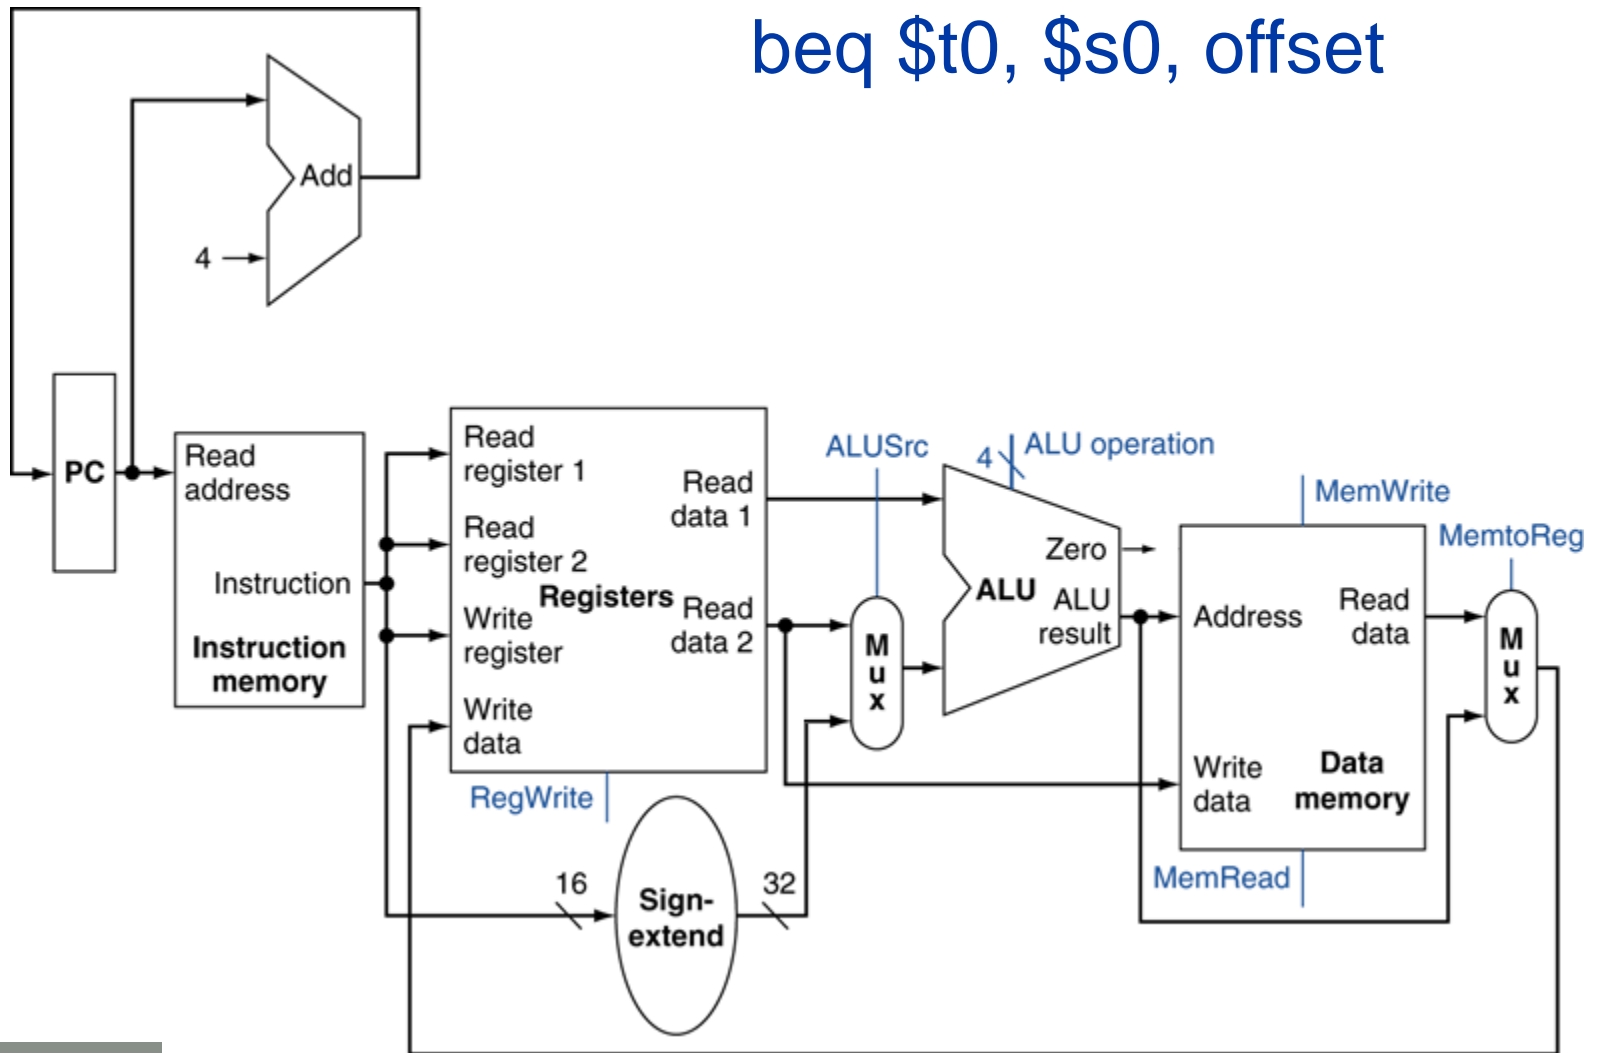 beq $t0, $s0, offset
Add
4
PC
Read
address
Instruction
Instruction
memory
Read
register 1
Read
register 2
Write
register
Write
data
Registers
Read
data 1
Read
data 2
RegWrite
16
Sign-
extend
32
ALUSrc
M
u
x
4
ALU operation
Zero
ALU
ALU
result
MemWrite
Address
Read
data
Write
data
Data
memory
MemRead
MemtoReg
M
u
x